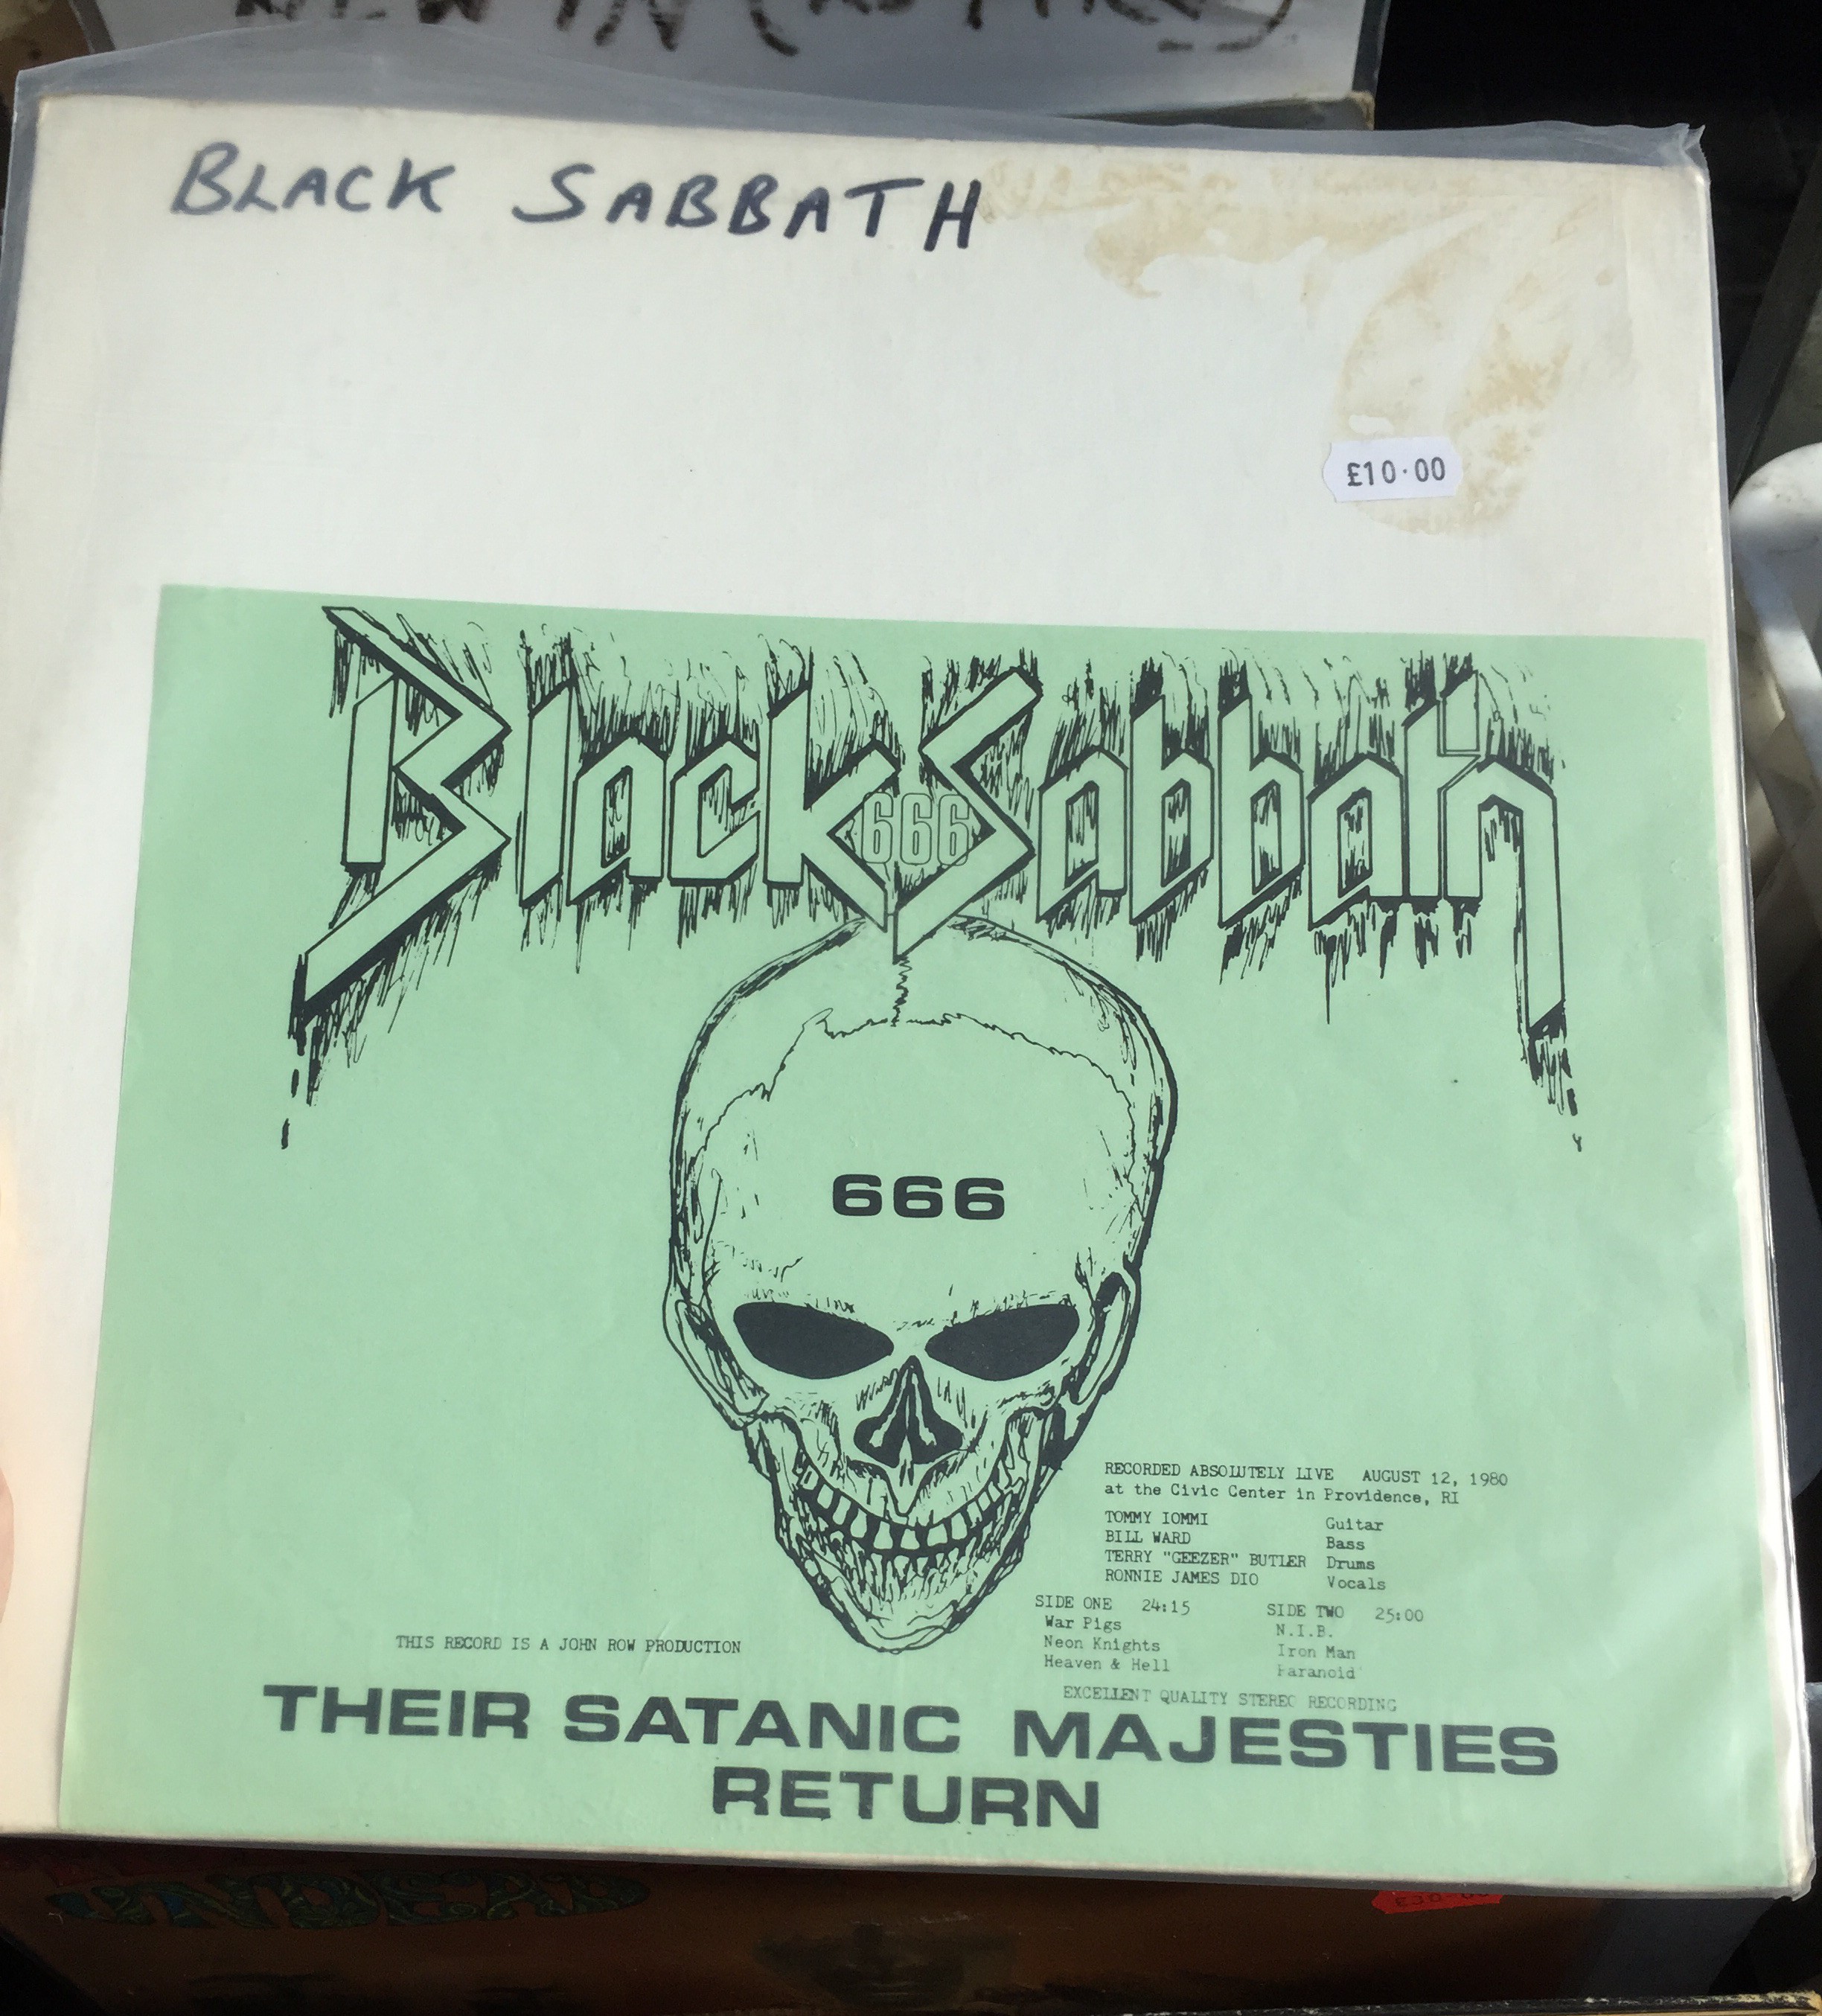 NEW IN
BLACK SABBATH
£10.00
Black Sabbath
666
666
RECORDED ABSOLUTELY LIVE AUGUST 12, 1980
at the Civic Center in Providence, RI
TOMMY IOMMI Guitar
BILL WARD Bass
TERRY "GEEZER" BUTLER Drums
RONNIE JAMES DIO Vocals
SIDE ONE 24:15 SIDE TWO 25:00
War Pigs N.I.B.
Neon Knights Iron Man
Heaven & Hell Paranoid
THIS RECORD IS A JOHN ROW PRODUCTION
EXCELLENT QUALITY STEREO RECORDING
THEIR SATANIC MAJESTIES
RETURN
UNDEAD